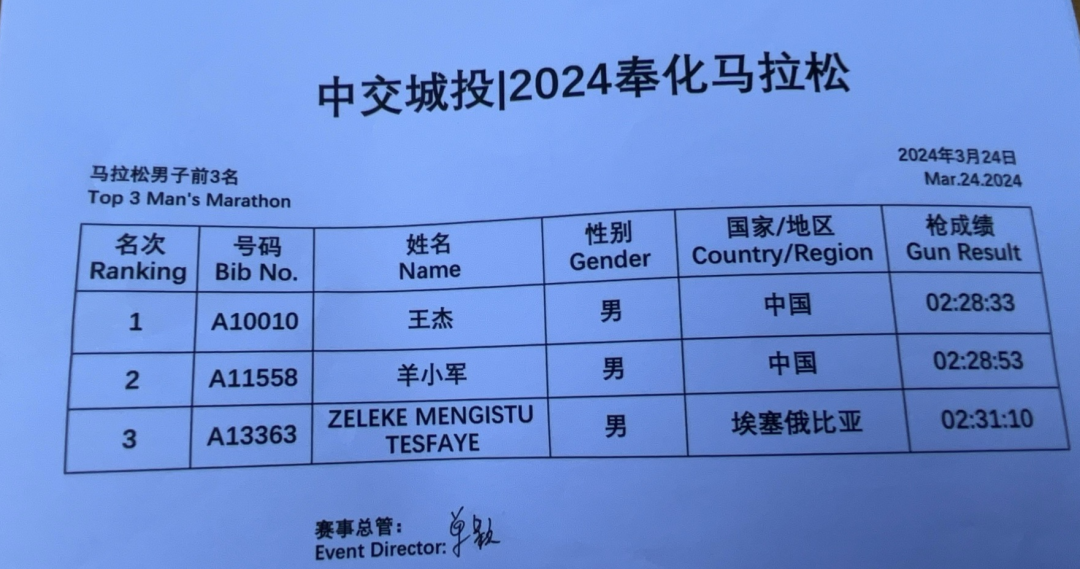 中交城投|2024奉化马拉松
2024年3月24日
Mar.24.2024
马拉松男子前3名
Top 3 Man's Marathon
名次 号码 姓名 性别 国家/地区 枪成绩
Ranking Bib No. Name Gender Country/Region Gun Result
1 A10010 王杰 男 中国 02:28:33
2 A11558 羊小军 男 中国 02:28:53
3 A13363 ZELEKE MENGISTU 男 埃塞俄比亚 02:31:10
TESFAYE
赛事总管:
Event Director: